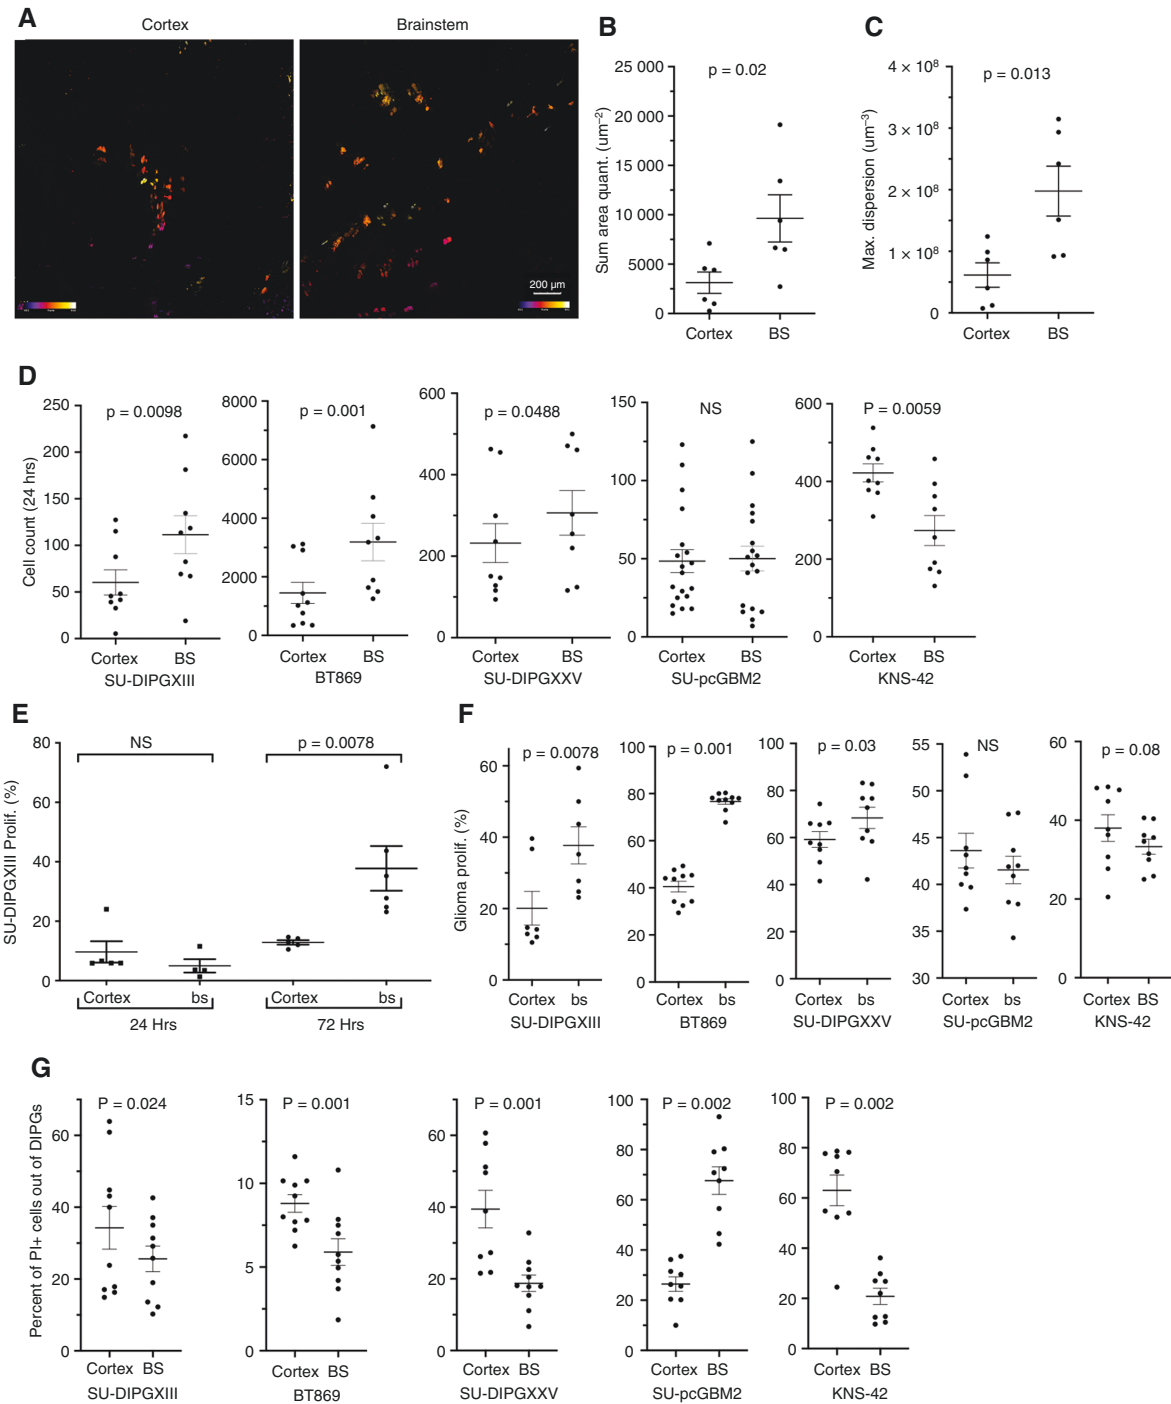 A
Cortex
Brainstem
200 µm
B
p = 0.02
Sum area quant. (um⁻²)
25 000
20 000
15 000
10 000
5000
0
Cortex BS
C
p = 0.013
Max. dispersion (um⁻³)
4 × 10⁸
3 × 10⁸
2 × 10⁸
1 × 10⁸
0
Cortex BS
D
Cell count (24 hrs)
250
200
150
100
50
0
p = 0.0098
Cortex BS
SU-DIPGXIII
8000
6000
4000
2000
0
p = 0.001
Cortex BS
BT869
600
400
200
0
p = 0.0488
Cortex BS
SU-DIPGXXV
150
100
50
0
NS
Cortex BS
SU-pcGBM2
600
400
200
0
P = 0.0059
Cortex BS
KNS-42
E
SU-DIPGXIII Prolif. (%)
80
60
40
20
0
NS
p = 0.0078
Cortex bs Cortex bs
24 Hrs 72 Hrs
F
Glioma prolif. (%)
60
40
20
0
p = 0.0078
Cortex bs
SU-DIPGXIII
100
80
60
40
20
0
p = 0.001
Cortex bs
BT869
100
80
60
40
20
0
p = 0.03
Cortex bs
SU-DIPGXXV
55
50
45
40
35
30
NS
Cortex bs
SU-pcGBM2
60
40
20
0
p = 0.08
Cortex BS
KNS-42
G
Percent of PI+ cells out of DIPGs
60
40
20
0
P = 0.024
Cortex BS
SU-DIPGXIII
15
10
5
0
P = 0.001
Cortex BS
BT869
60
40
20
0
P = 0.001
Cortex BS
SU-DIPGXXV
100
80
60
40
20
0
P = 0.002
Cortex BS
SU-pcGBM2
100
80
60
40
20
0
P = 0.002
Cortex BS
KNS-42